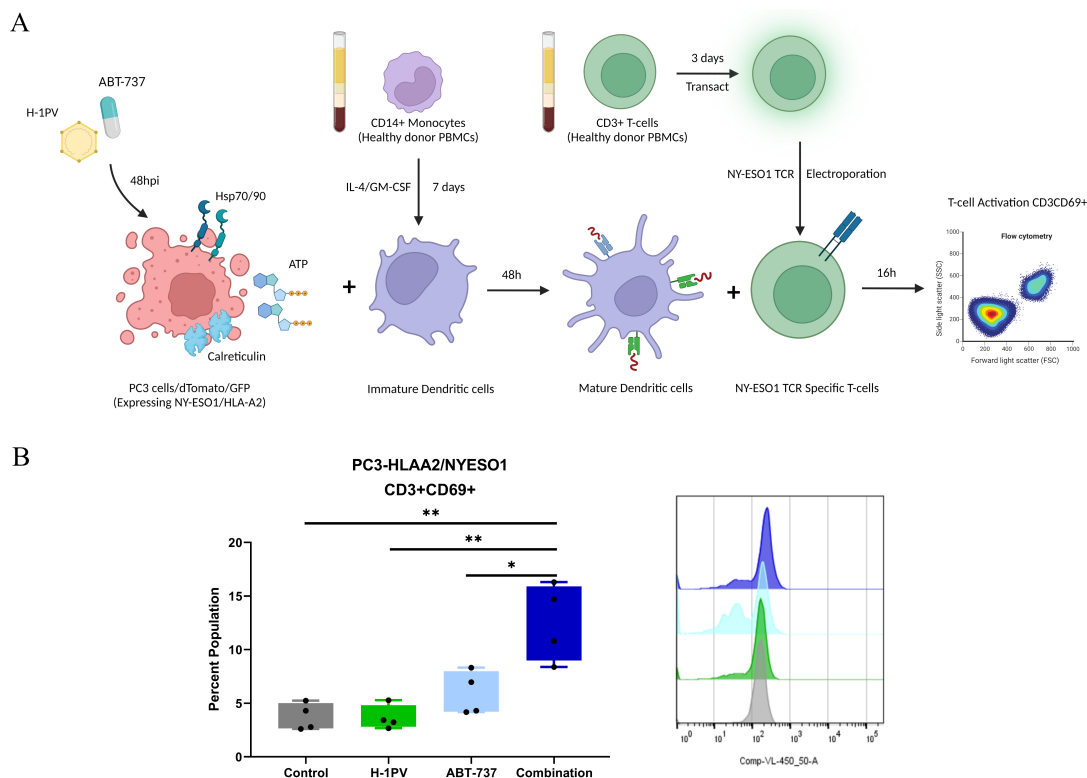 A
ABT-737
H-1PV
48hpi
Hsp70/90
ATP
Calreticulin
PC3 cells/dTomato/GFP
(Expressing NY-ESO1/HLA-A2)
CD14+ Monocytes
(Healthy donor PBMCs)
IL-4/GM-CSF
7 days
+
Immature Dendritic cells
48h
CD3+ T-cells
(Healthy donor PBMCs)
3 days
Transact
NY-ESO1 TCR
Electroporation
Mature Dendritic cells
+
NY-ESO1 TCR Specific T-cells
16h
T-cell Activation CD3CD69+
Flow cytometry
Side light scatter (SSC)
1000
800
600
400
200
0
0 200 400 600 800 1000
Forward light scatter (FSC)
B
PC3-HLAA2/NYESO1
CD3+CD69+
**
**
*
Percent Population
20
15
10
5
0
Control H-1PV ABT-737 Combination
10^0 10^1 10^2 10^3 10^4 10^5
Comp-VL-450_50-A